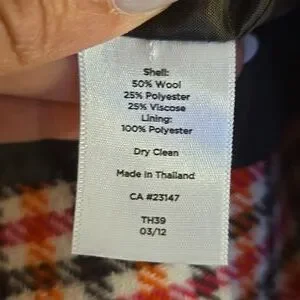 Shell:
50% Wool
25% Polyester
25% Viscose
Lining:
100% Polyester
Dry Clean
Made in Thailand
CA #23147
TH39
03/12